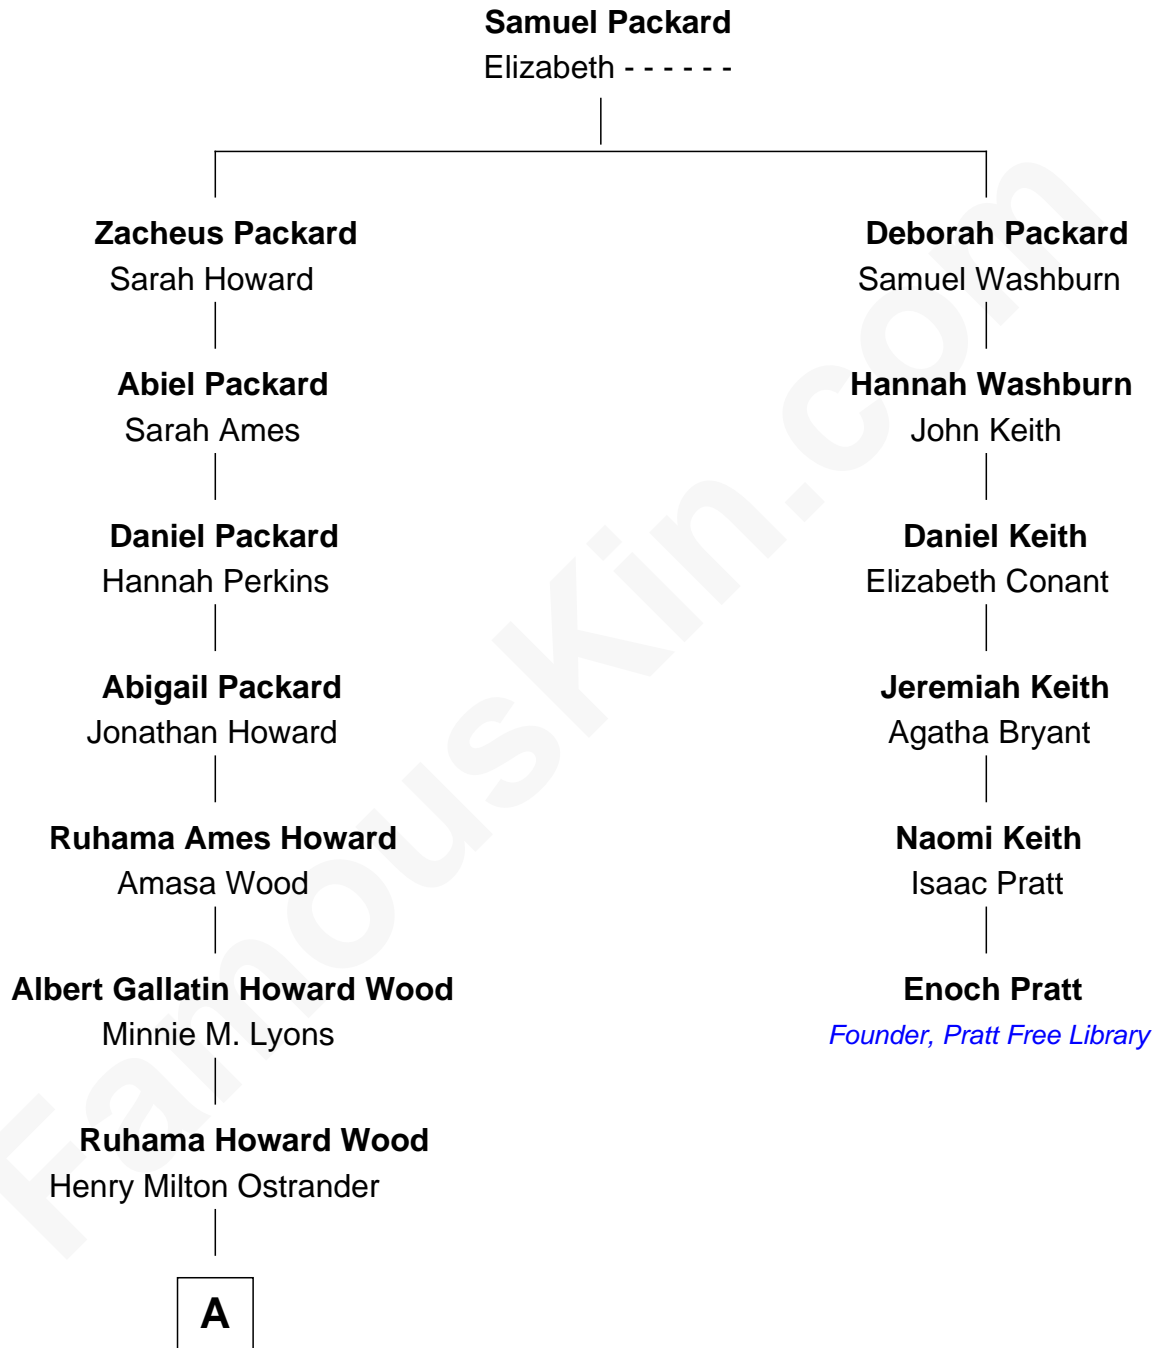 Samuel Packard
Elizabeth - - - - - -
Zacheus Packard
Sarah Howard
Deborah Packard
Samuel Washburn
Abiel Packard
Sarah Ames
Hannah Washburn
John Keith
Daniel Packard
Hannah Perkins
Daniel Keith
Elizabeth Conant
Abigail Packard
Jonathan Howard
Jeremiah Keith
Agatha Bryant
Ruhama Ames Howard
Amasa Wood
Naomi Keith
Isaac Pratt
Albert Gallatin Howard Wood
Minnie M. Lyons
Enoch Pratt
Founder, Pratt Free Library
Ruhama Howard Wood
Henry Milton Ostrander
A
FamousKin.com